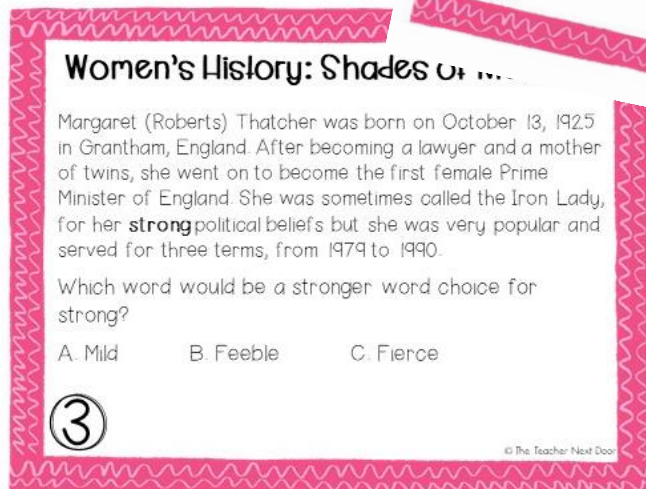 Women's History: Shades of
Margaret (Roberts) Thatcher was born on October 13, 1925
in Grantham, England. After becoming a lawyer and a mother
of twins, she went on to become the first female Prime
Minister of England. She was sometimes called the Iron Lady,
for her strong political beliefs but she was very popular and
served for three terms, from 1979 to 1990.
Which word would be a stronger word choice for
strong?
A. Mild B. Feeble C. Fierce
3
© The Teacher Next Door